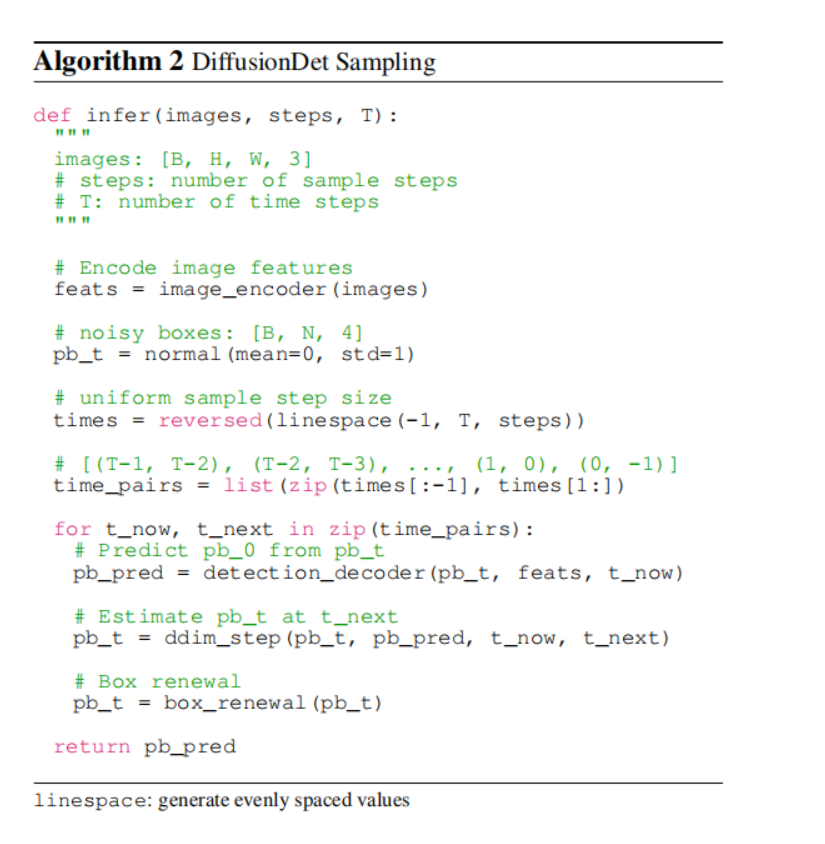 Algorithm 2 DiffusionDet Sampling
def infer(images, steps, T):
"""
images: [B, H, W, 3]
# steps: number of sample steps
# T: number of time steps
"""
# Encode image features
feats = image_encoder(images)
# noisy boxes: [B, N, 4]
pb_t = normal(mean=0, std=1)
# uniform sample step size
times = reversed(linespace(-1, T, steps))
# [(T-1, T-2), (T-2, T-3), ..., (1, 0), (0, -1)]
time_pairs = list(zip(times[:-1], times[1:])
for t_now, t_next in zip(time_pairs):
# Predict pb_0 from pb_t
pb_pred = detection_decoder(pb_t, feats, t_now)
# Estimate pb_t at t_next
pb_t = ddim_step(pb_t, pb_pred, t_now, t_next)
# Box renewal
pb_t = box_renewal(pb_t)
return pb_pred
linespace: generate evenly spaced values